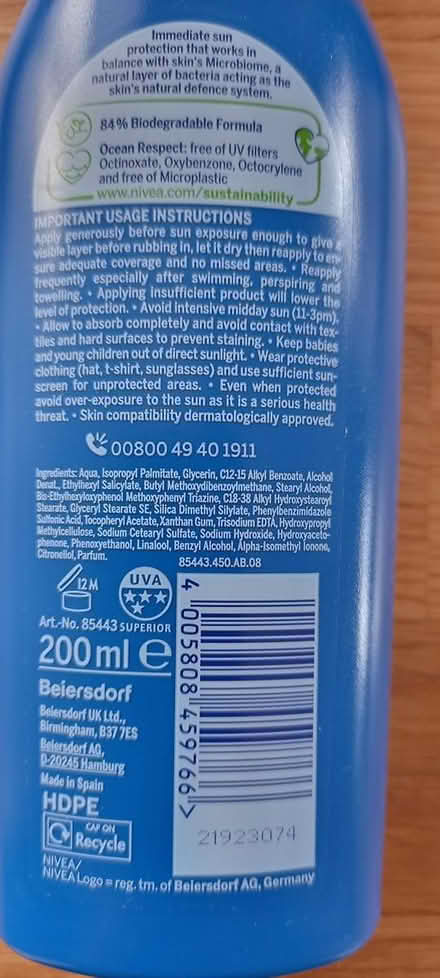 Immediate sun
protection that works in
balance with skin's Microbiome, a
natural layer of bacteria acting as the
skin's natural defence system.
84% Biodegradable Formula
Ocean Respect: free of UV filters
Octinoxate, Oxybenzone, Octocrylene
and free of Microplastic
www.nivea.com/sustainability
IMPORTANT USAGE INSTRUCTIONS
Apply generously before sun exposure enough to give a
visible layer before rubbing in, let it dry then reapply to en-
sure adequate coverage and no missed areas. • Reapply
frequently especially after swimming, perspiring and
towelling. • Applying insufficient product will lower the
level of protection. • Avoid intensive midday sun (11-3pm).
• Allow to absorb completely and avoid contact with tex-
tiles and hard surfaces to prevent staining. • Keep babies
and young children out of direct sunlight. • Wear protective
clothing (hat, t-shirt, sunglasses) and use sufficient sun-
screen for unprotected areas. • Even when protected
avoid over-exposure to the sun as it is a serious health
threat. • Skin compatibility dermatologically approved.
00800 49 40 1911
Ingredients: Aqua, Isopropyl Palmitate, Glycerin, C12-15 Alkyl Benzoate, Alcohol
Denat., Ethylhexyl Salicylate, Butyl Methoxydibenzoylmethane, Stearyl Alcohol,
Bis-Ethylhexyloxyphenol Methoxyphenyl Triazine, C18-38 Alkyl Hydroxystearoyl
Stearate, Glyceryl Stearate SE, Silica Dimethyl Silylate, Phenylbenzimidazole
Sulfonic Acid, Tocopheryl Acetate, Xanthan Gum, Trisodium EDTA, Hydroxypropyl
Methylcellulose, Sodium Cetearyl Sulfate, Sodium Hydroxide, Hydroxyaceto-
phenone, Phenoxyethanol, Linalool, Benzyl Alcohol, Alpha-Isomethyl Ionone,
Citronellol, Parfum.
85443.450.AB.08
12M
UVA
SUPERIOR
Art.-No. 85443
200 ml e
Beiersdorf
Beiersdorf UK Ltd.,
Birmingham, B37 7ES
Beiersdorf AG,
D-20245 Hamburg
Made in Spain
HDPE
CAP ON
Recycle
4 005808 459766 >
21923074
NIVEA/
NIVEA Logo = reg. tm. of Beiersdorf AG, Germany